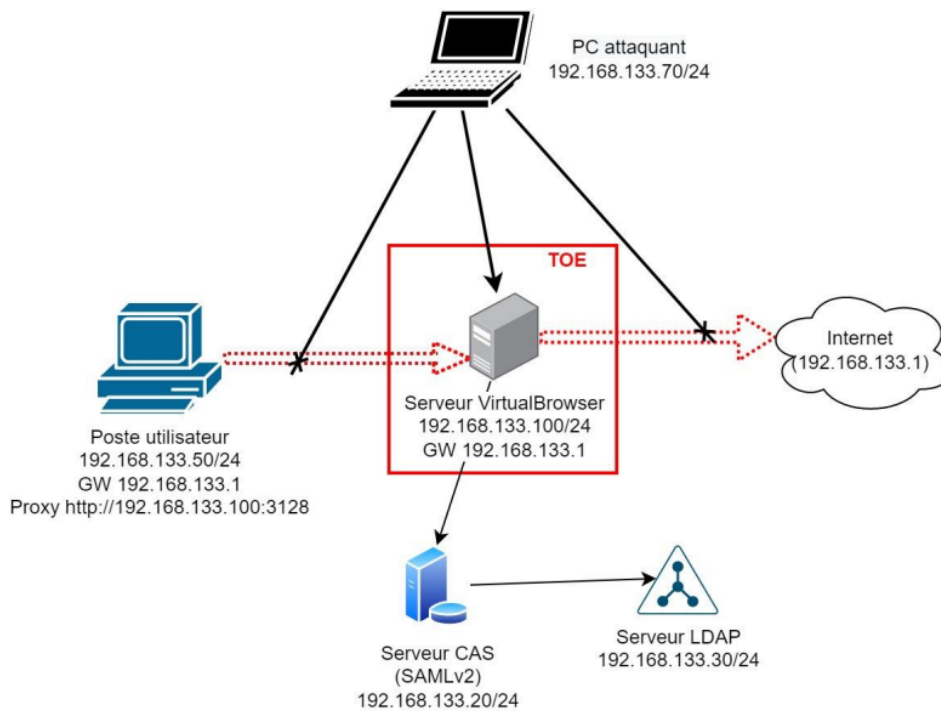 PC attaquant
192.168.133.70/24
TOE
Internet
(192.168.133.1)
Serveur VirtualBrowser
192.168.133.100/24
GW 192.168.133.1
Poste utilisateur
192.168.133.50/24
GW 192.168.133.1
Proxy http://192.168.133.100:3128
Serveur CAS
(SAMLv2)
192.168.133.20/24
Serveur LDAP
192.168.133.30/24